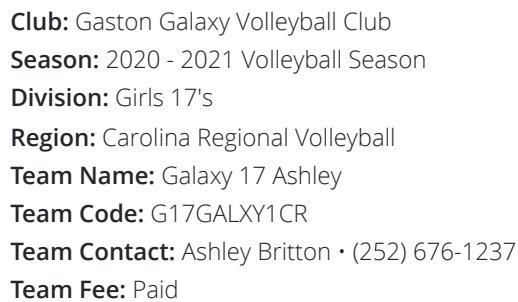 Club: Gaston Galaxy Volleyball Club
Season: 2020 - 2021 Volleyball Season
Division: Girls 17's
Region: Carolina Regional Volleyball
Team Name: Galaxy 17 Ashley
Team Code: G17GALXY1CR
Team Contact: Ashley Britton • (252) 676-1237
Team Fee: Paid